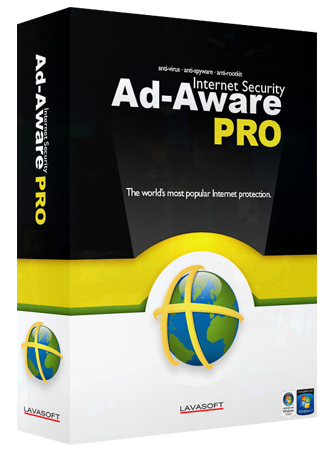 anti-virus · anti-spyware · anti-rootkit
Internet Security
Ad-Aware
PRO
The world's most popular Internet protection.
LAVASOFT
Internet Security
Ad-Aware PRO
LAVASOFT